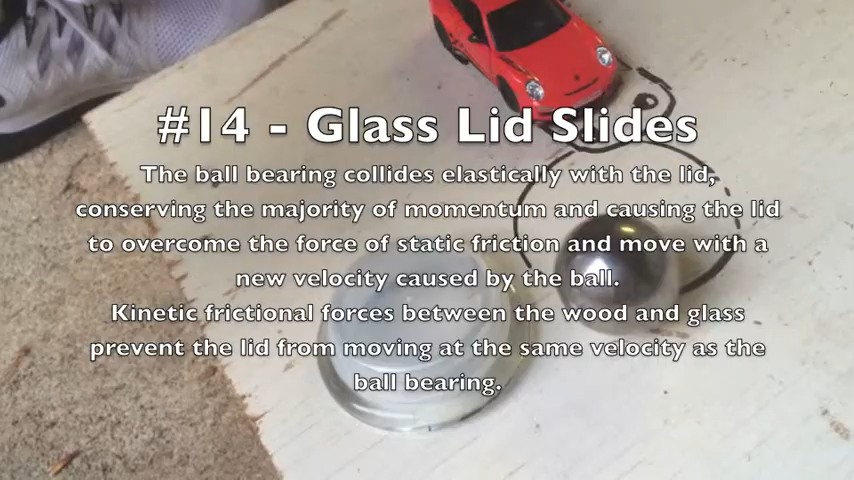 #14 - Glass Lid Slides
The ball bearing collides elastically with the lid,
conserving the majority of momentum and causing the lid
to overcome the force of static friction and move with a
new velocity caused by the ball.
Kinetic frictional forces between the wood and glass
prevent the lid from moving at the same velocity as the
ball bearing.